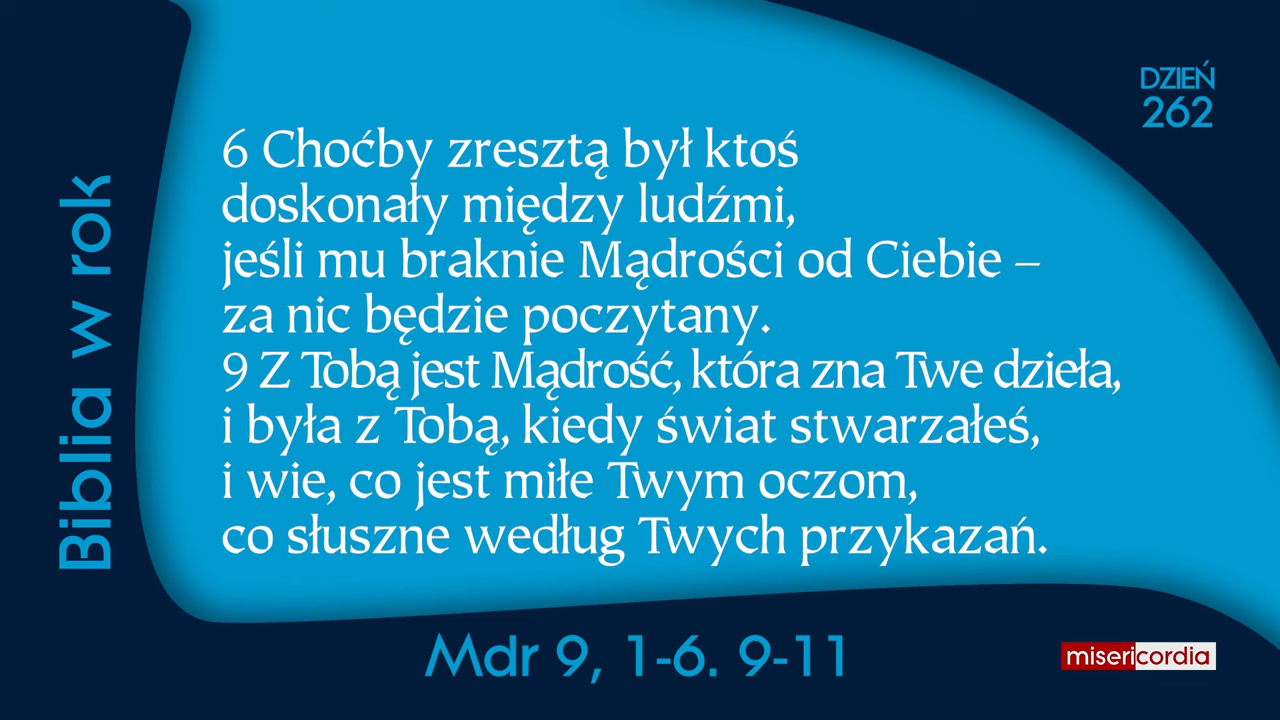 DZIEŃ
262
6 Choćby zresztą był ktoś
doskonały między ludźmi,
jeśli mu braknie Mądrości od Ciebie –
za nic będzie poczytany.
9 Z Tobą jest Mądrość, która zna Twe dzieła,
i była z Tobą, kiedy świat stwarzałeś,
i wie, co jest miłe Twym oczom,
co słuszne według Twych przykazań.
Biblia w rok
Mdr 9, 1-6. 9-11
misericordia